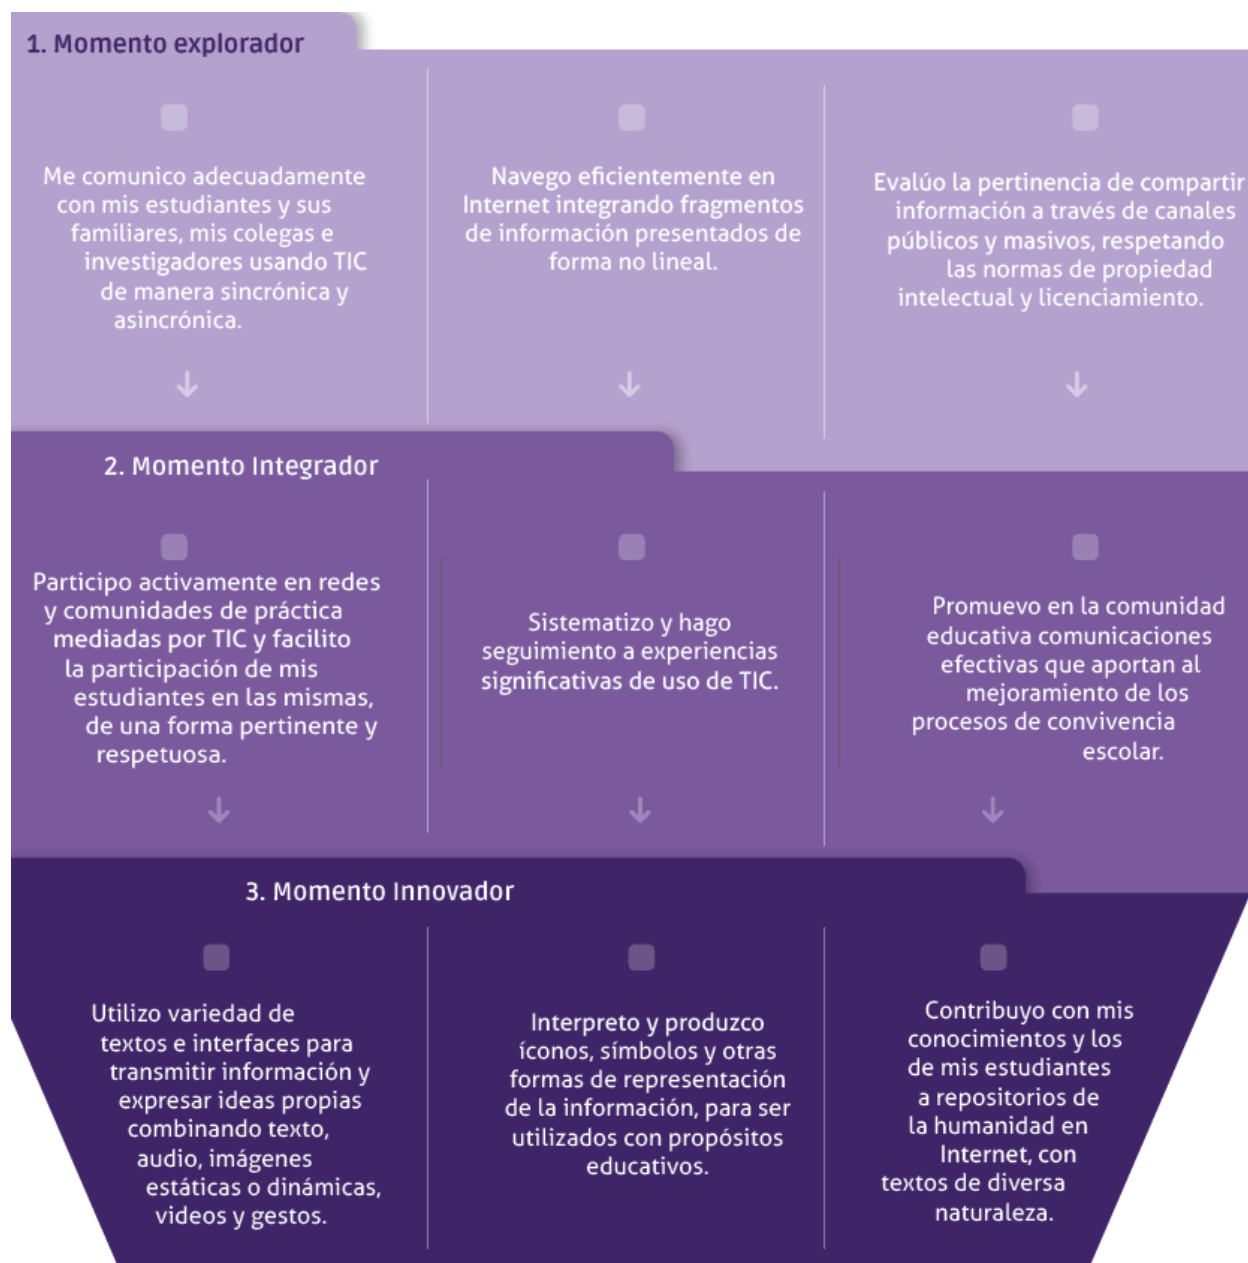 1. Momento explorador
Me comunico adecuadamente
con mis estudiantes y sus
familiares, mis colegas e
investigadores usando TIC
de manera sincrónica y
asincrónica.
Navego eficientemente en
Internet integrando fragmentos
de información presentados de
forma no lineal.
Evalúo la pertinencia de compartir
información a través de canales
públicos y masivos, respetando
las normas de propiedad
intelectual y licenciamiento.
2. Momento Integrador
Participo activamente en redes
y comunidades de práctica
mediadas por TIC y facilito
la participación de mis
estudiantes en las mismas,
de una forma pertinente y
respetuosa.
Sistematizo y hago
seguimiento a experiencias
significativas de uso de TIC.
Promuevo en la comunidad
educativa comunicaciones
efectivas que aportan al
mejoramiento de los
procesos de convivencia
escolar.
3. Momento Innovador
Utilizo variedad de
textos e interfaces para
transmitir información y
expresar ideas propias
combinando texto,
audio, imágenes
estáticas o dinámicas,
videos y gestos.
Interpreto y produzco
íconos, símbolos y otras
formas de representación
de la información, para ser
utilizados con propósitos
educativos.
Contribuyo con mis
conocimientos y los
de mis estudiantes
a repositorios de
la humanidad en
Internet, con
textos de diversa
naturaleza.